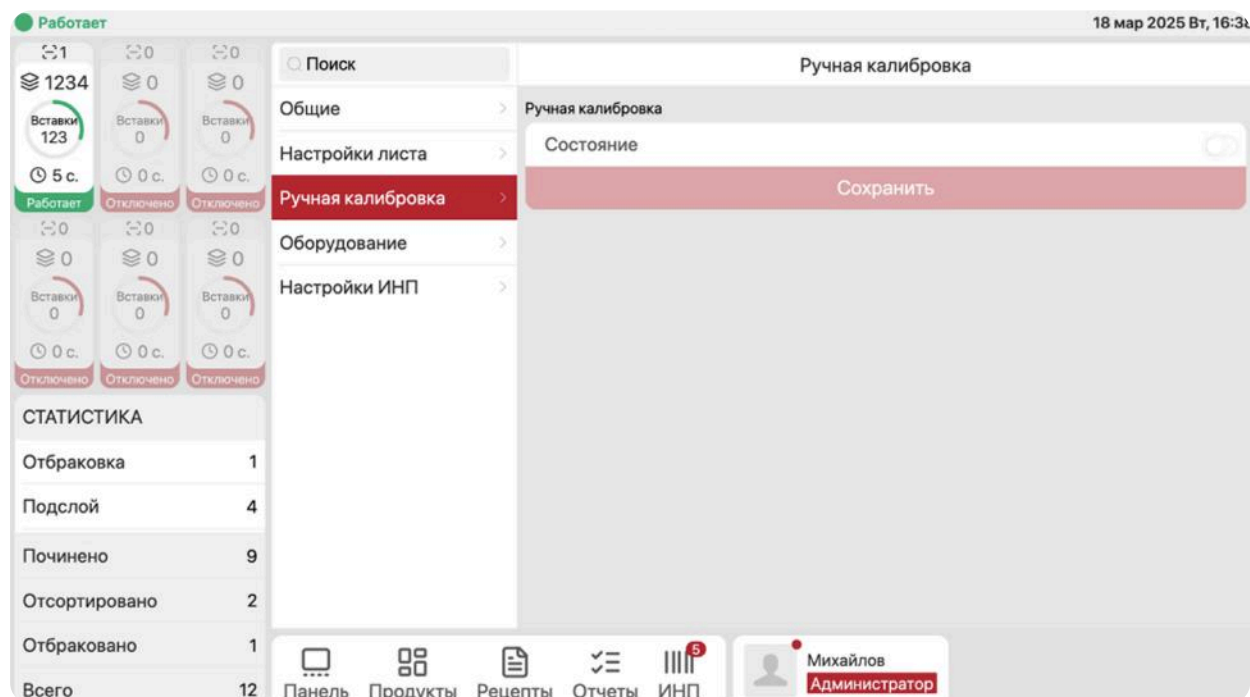 Работает
18 мар 2025 Вт, 16:38
1
1234
Вставки
123
5 с.
Работает
0
0
Вставки
0
0 с.
Отключено
0
0
Вставки
0
0 с.
Отключено
0
0
Вставки
0
0 с.
Отключено
0
0
Вставки
0
0 с.
Отключено
0
0
Вставки
0
0 с.
Отключено
СТАТИСТИКА
Отбраковка 1
Подслой 4
Починено 9
Отсортировано 2
Отбраковано 1
Всего 12
Поиск
Общие
Настройки листа
Ручная калибровка
Оборудование
Настройки ИНП
Ручная калибровка
Ручная калибровка
Состояние
Сохранить
Панель
Продукты
Рецепты
Отчеты
5
ИНП
Михайлов
Администратор